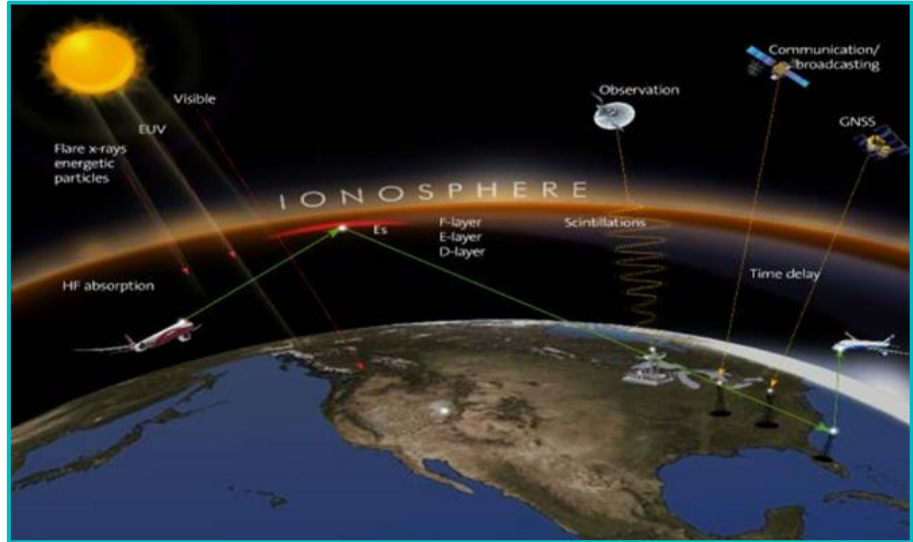 Communication/
broadcasting
Observation
Visible
EUV
GNSS
Flare x-rays
energetic
particles
IONOSPHERE
F-layer
Es
E-layer
D-layer
Scintillations
Time delay
HF absorption